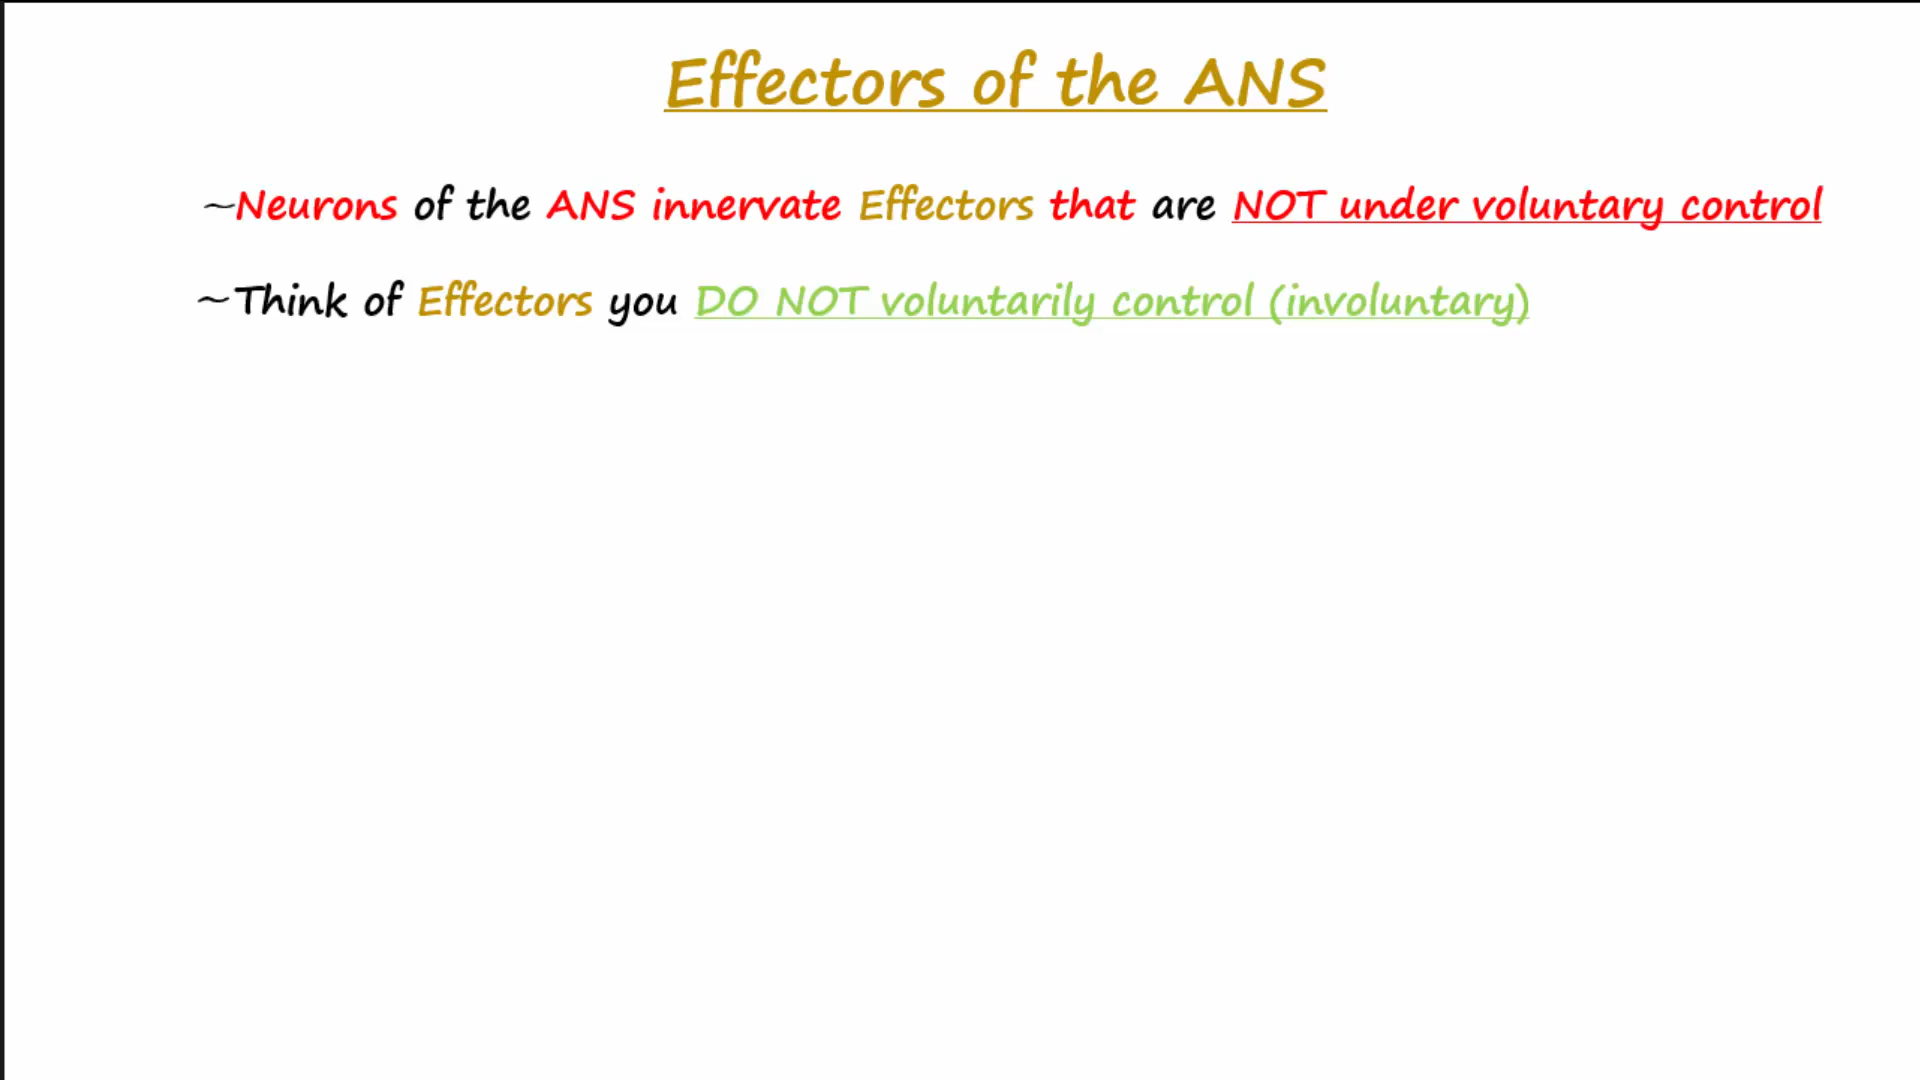 Effectors of the ANS
~Neurons of the ANS innervate Effectors that are NOT under voluntary control
~Think of Effectors you DO NOT voluntarily control (involuntary)